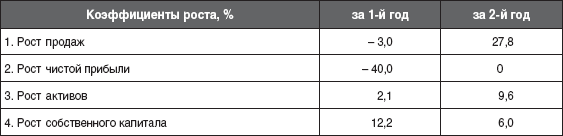 Коэффициенты роста, % за 1-й год за 2-й год
1. Рост продаж – 3,0 27,8
2. Рост чистой прибыли – 40,0 0
3. Рост активов 2,1 9,6
4. Рост собственного капитала 12,2 6,0